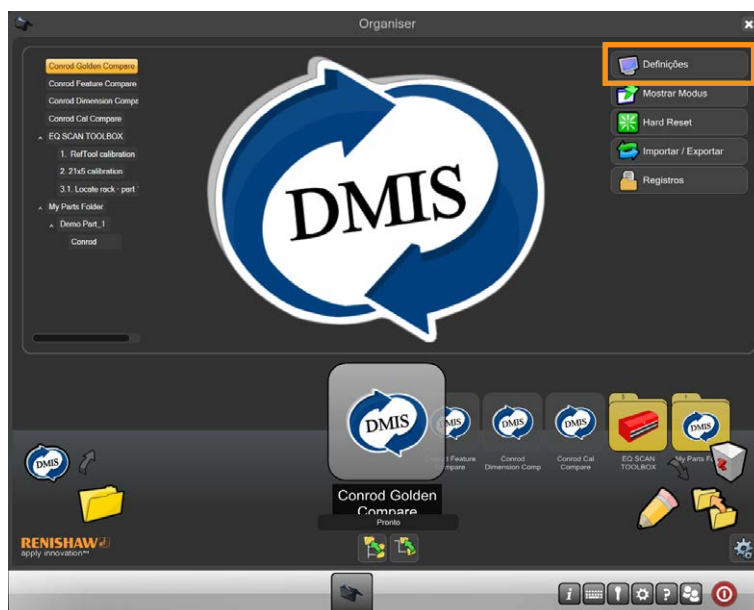 Organiser
Conrod Golden Compare
Conrod Feature Compare
Conrod Dimension Compa
Conrod Cal Compare
EQ SCAN TOOLBOX
1. RefTool calibration
2. 21x5 calibration
3.1. Locate rack - part
My Parts Folder
Demo Part_1
Conrod
DMIS
Definições
Mostrar Modus
Hard Reset
Importar / Exportar
Registros
DMIS
DMIS
DMIS
DMIS
DMIS
DMIS
Feature
Compare
Conrod
Dimension Comp
Conrod Cal
Compare
EQ SCAN
TOOLBOX
My Parts
Conrod Golden
Compare
Pronto
RENISHAW
apply innovation™